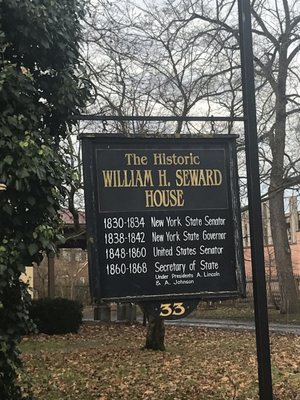 The Historic
WILLIAM H. SEWARD
HOUSE
1830-1834 New York State Senator
1838-1842 New York State Governor
1848-1860 United States Senator
1860-1868 Secretary of State
Under Presidents A. Lincoln
& A. Johnson
33